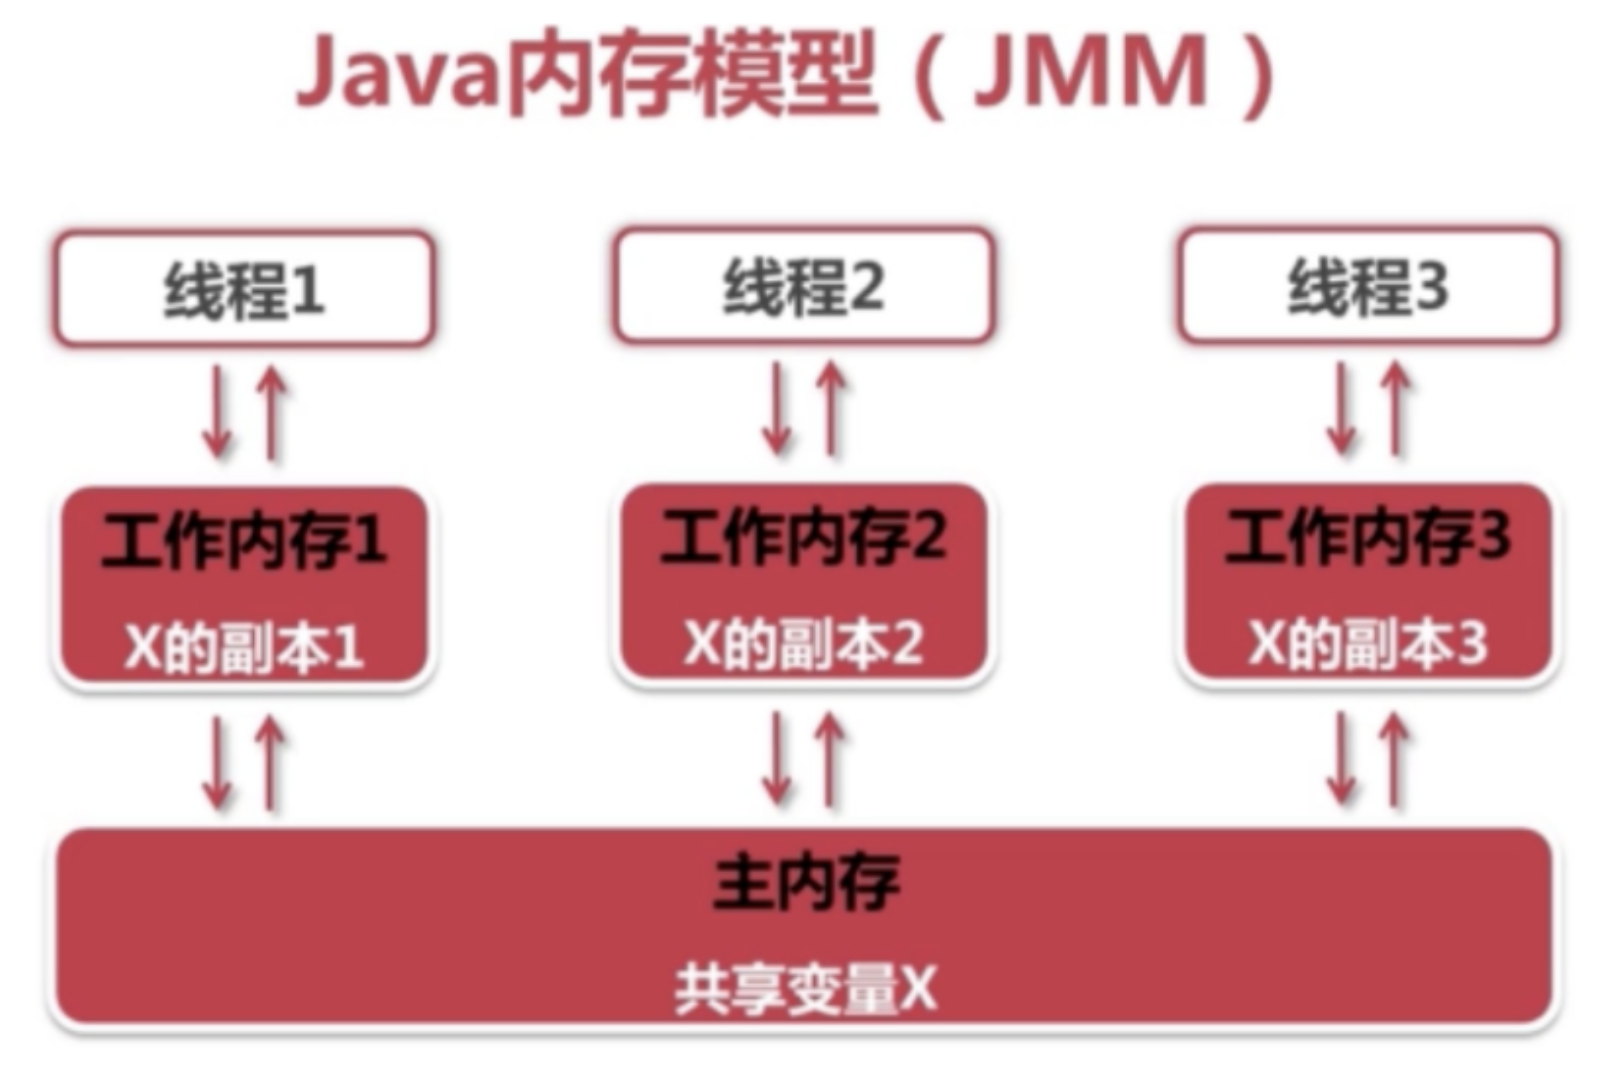 Java内存模型（JMM）
线程1
线程2
线程3
工作内存1
X的副本1
工作内存2
X的副本2
工作内存3
X的副本3
主内存
共享变量X